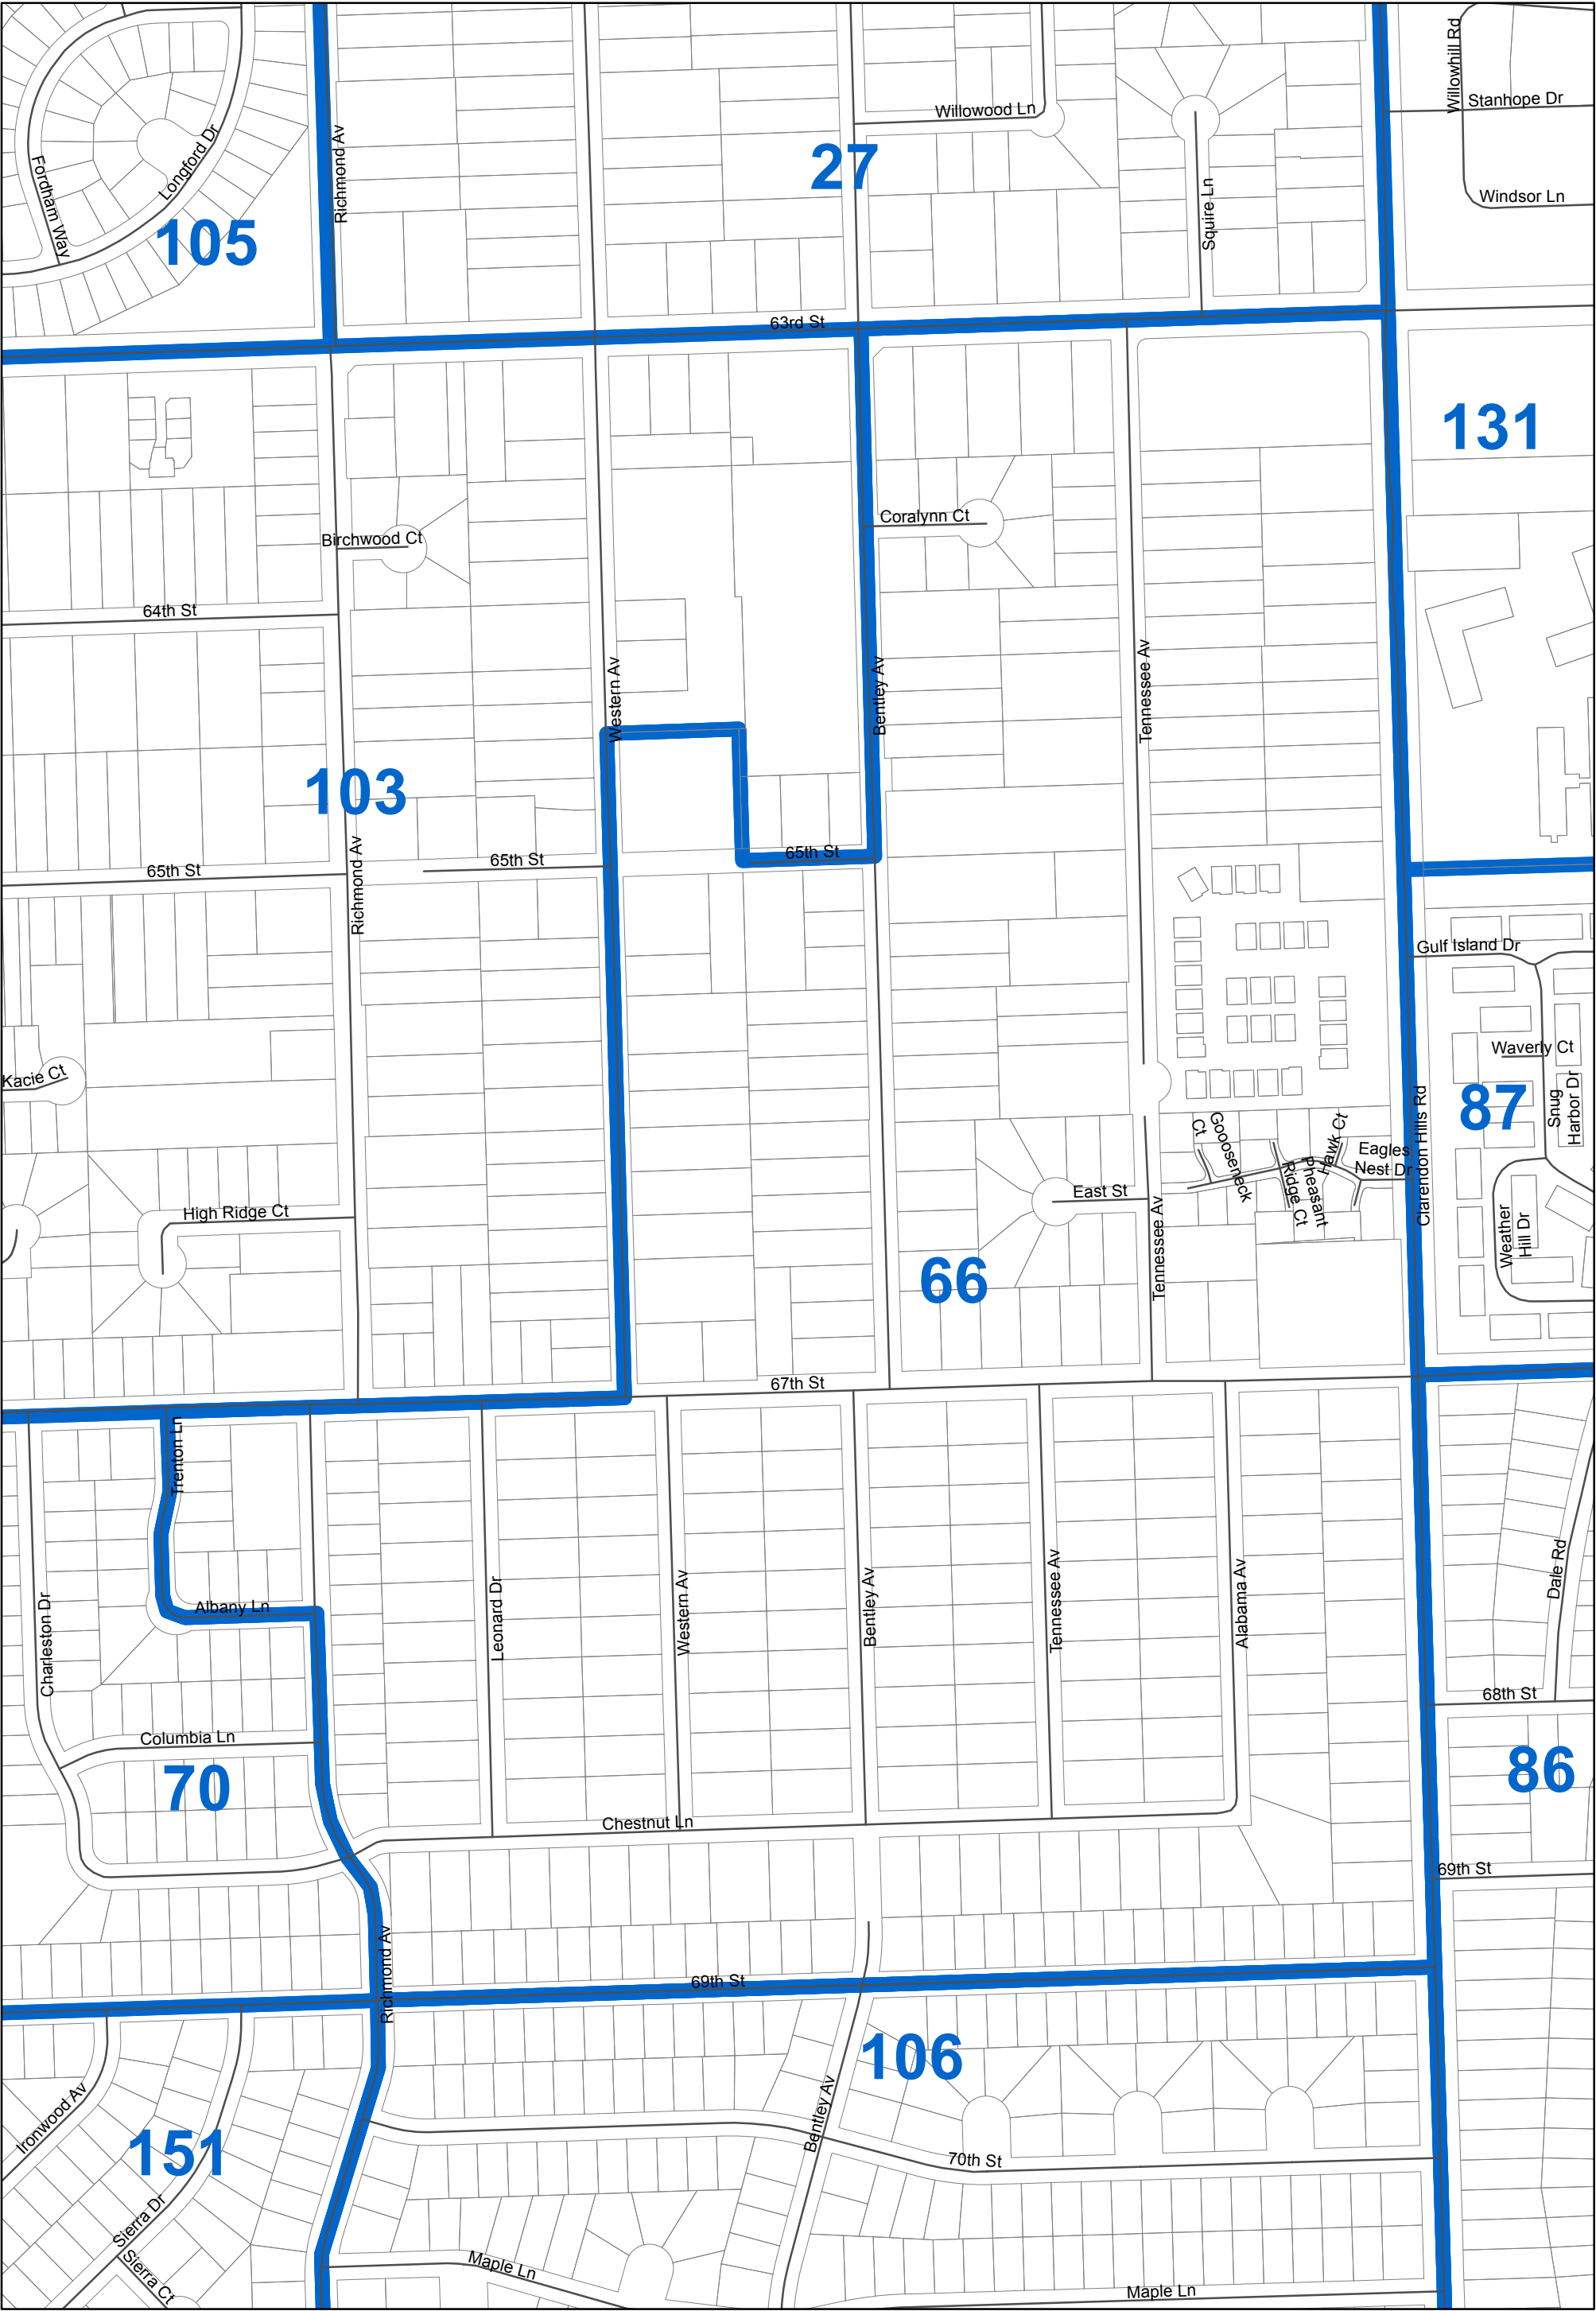 Willowhill Rd
Stanhope Dr
Willowood Ln
Richmond Av
27
Longford Dr
Fordham Way
Windsor Ln
Squire Ln
105
63rd St
131
Coralynn Ct
Birchwood Ct
64th St
Western Av
Bentley Av
Tennessee Av
103
65th St
65th St
65th St
Richmond Av
Gulf Island Dr
Waverly Ct
Kacie Ct
87
Snug
Harbor Dr
Clarendon Hills Rd
Gooseneck
Ct
Hawk Ct
Eagles
Nest Dr
Pheasant
Ridge Ct
East St
High Ridge Ct
Tennessee Av
Weather
Hill Dr
66
67th St
Trenton Ln
Albany Ln
Charleston Dr
Leonard Dr
Western Av
Bentley Av
Tennessee Av
Alabama Av
Dale Rd
68th St
Columbia Ln
70
86
Chestnut Ln
69th St
Richmond Av
69th St
106
Ironwood Av
Bentley Av
151
70th St
Sierra Dr
Sierra Ct
Maple Ln
Maple Ln